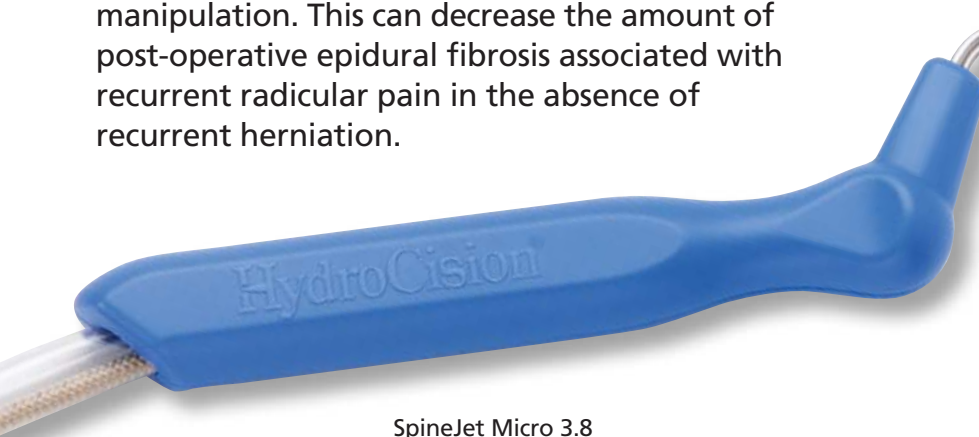 manipulation. This can decrease the amount of
post-operative epidural fibrosis associated with
recurrent radicular pain in the absence of
recurrent herniation.
HydroCision
SpineJet Micro 3.8